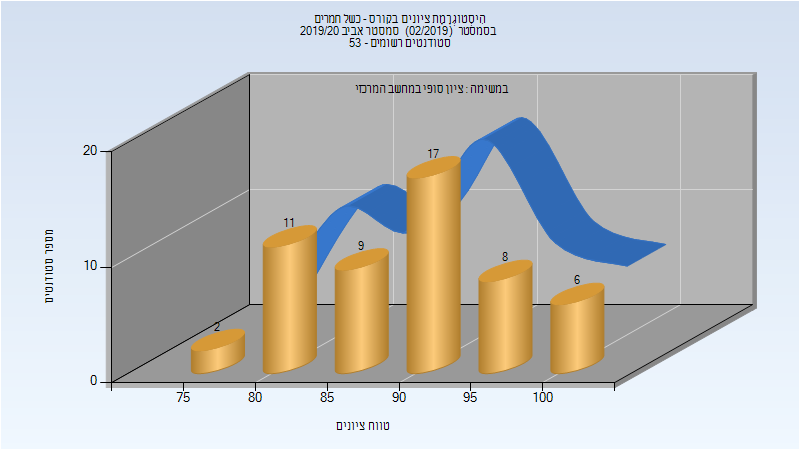 היסטוגרמת ציונים בקורס - כשל חמרים
בסמסטר (02/2019) סמסטר אביב 2019/20
סטודנטים רשומים - 53
במשימה : ציון סופי במחשב המרכזי
מספר סטודנטים
20
10
0
2
11
9
17
8
6
75
80
85
90
95
100
טווח ציונים